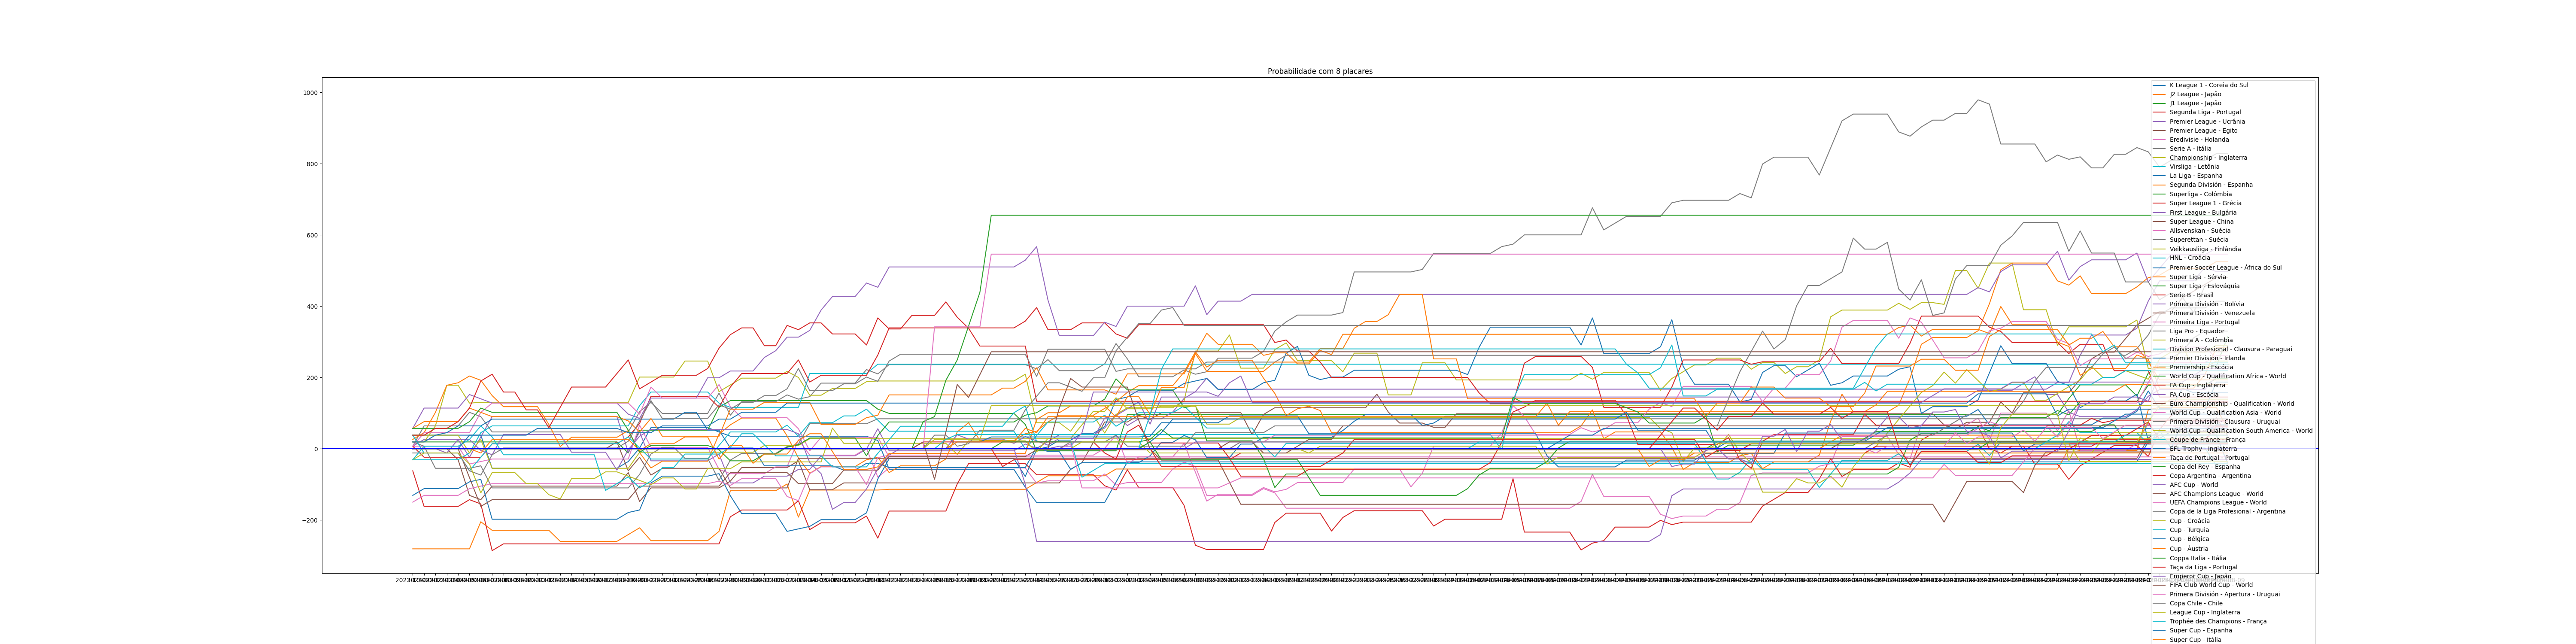 Probabilidade com 8 placares
1000
800
600
400
200
0
−200
K League 1 - Coreia do Sul
J2 League - Japão
J1 League - Japão
Segunda Liga - Portugal
Premier League - Ucrânia
Premier League - Egito
Eredivisie - Holanda
Serie A - Itália
Championship - Inglaterra
Virsliga - Letônia
La Liga - Espanha
Segunda División - Espanha
Superliga - Colômbia
Super League 1 - Grécia
First League - Bulgária
Super League - China
Allsvenskan - Suécia
Superettan - Suécia
Veikkausliiga - Finlândia
HNL - Croácia
Premier Soccer League - África do Sul
Super Liga - Sérvia
Super Liga - Eslováquia
Serie B - Brasil
Primera División - Bolívia
Primera División - Venezuela
Primeira Liga - Portugal
Liga Pro - Equador
Primera A - Colômbia
Division Profesional - Clausura - Paraguai
Premier Division - Irlanda
Premiership - Escócia
World Cup - Qualification Africa - World
FA Cup - Inglaterra
FA Cup - Escócia
Euro Championship - Qualification - World
World Cup - Qualification Asia - World
Primera División - Clausura - Uruguai
World Cup - Qualification South America - World
Coupe de France - França
EFL Trophy - Inglaterra
Taça de Portugal - Portugal
Copa del Rey - Espanha
Copa Argentina - Argentina
AFC Cup - World
AFC Champions League - World
UEFA Champions League - World
Copa de la Liga Profesional - Argentina
Cup - Croácia
Cup - Turquia
Cup - Bélgica
Cup - Áustria
Coppa Italia - Itália
Taça da Liga - Portugal
Emperor Cup - Japão
FIFA Club World Cup - World
Primera División - Apertura - Uruguai
Copa Chile - Chile
League Cup - Inglaterra
Trophée des Champions - França
Super Cup - Espanha
Super Cup - Itália